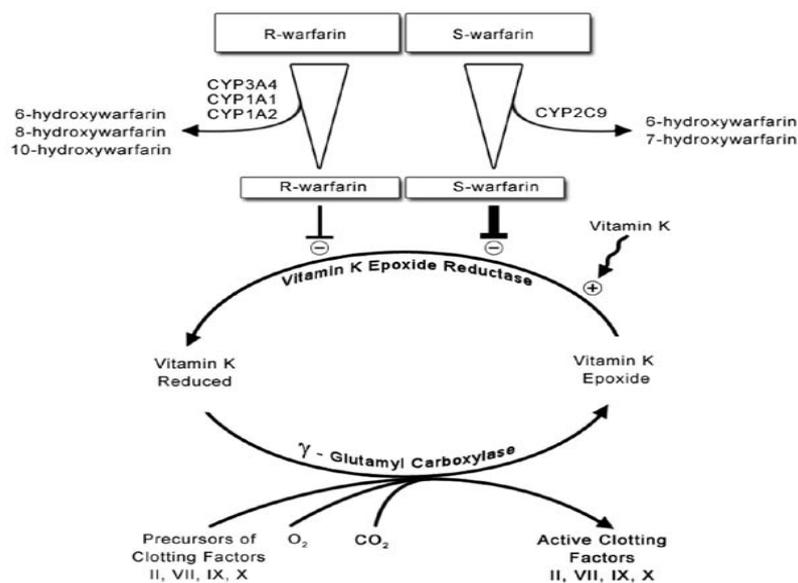 R-warfarin
S-warfarin
CYP3A4
CYP1A1
CYP1A2
CYP2C9
6-hydroxywarfarin
8-hydroxywarfarin
10-hydroxywarfarin
6-hydroxywarfarin
7-hydroxywarfarin
R-warfarin
S-warfarin
Vitamin K
−
−
+
Vitamin K Epoxide Reductase
Vitamin K
Reduced
Vitamin K
Epoxide
γ - Glutamyl Carboxylase
Precursors of
Clotting Factors
II, VII, IX, X
O₂
CO₂
Active Clotting
Factors
II, VII, IX, X